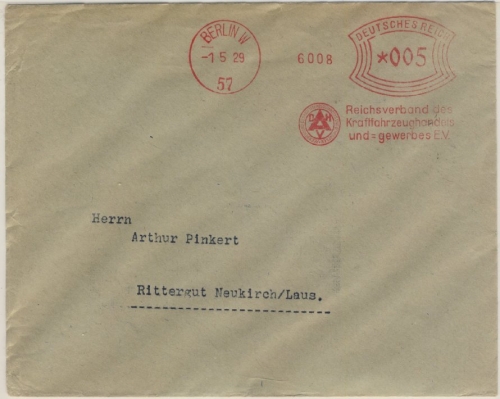 BERLIN W
-1 5 29
57
6008
DEUTSCHES REICH
*005
Reichsverband des
Kraftfahrzeughandels
und=gewerbes E.V.
Herrn
Arthur Pinkert
Rittergut Neukirch/Laus.